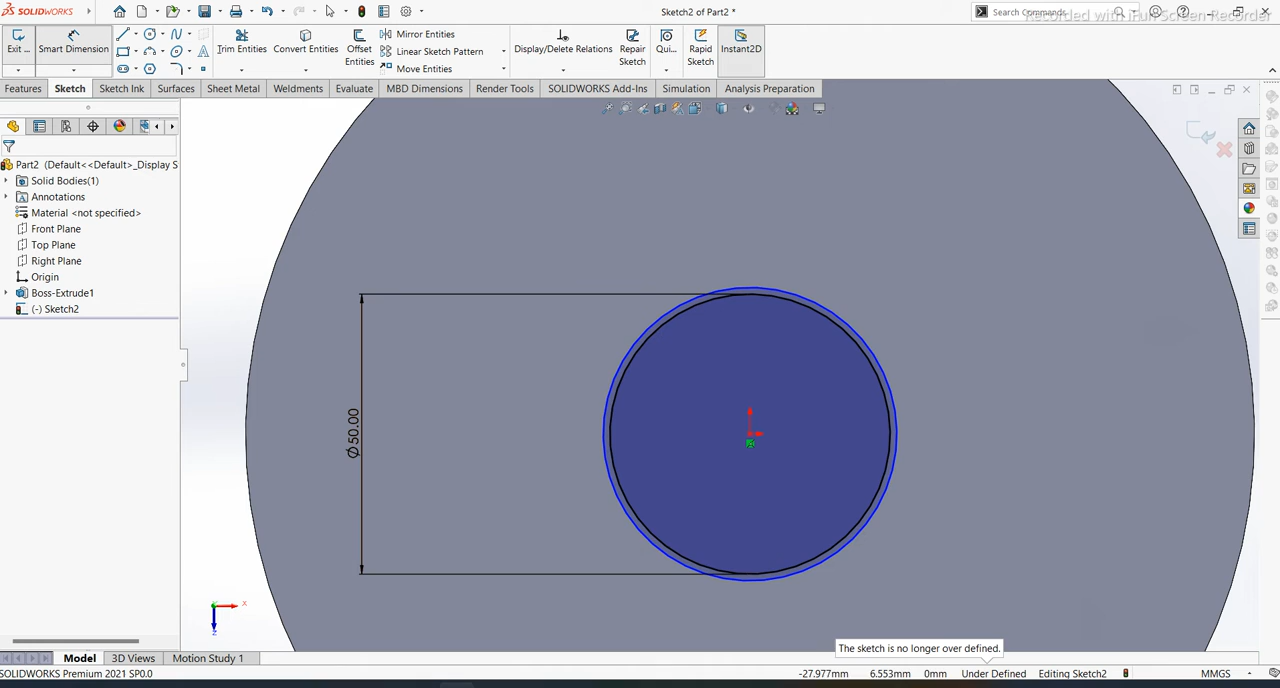 SOLIDWORKS
Sketch2 of Part2 *
Search Commands
Recorded with iFun Screen Recorder
Exit ...
Smart Dimension
Trim Entities
Convert Entities
Offset Entities
Mirror Entities
Linear Sketch Pattern
Move Entities
Display/Delete Relations
Repair Sketch
Qui...
Rapid Sketch
Instant2D
Features
Sketch
Sketch Ink
Surfaces
Sheet Metal
Weldments
Evaluate
MBD Dimensions
Render Tools
SOLIDWORKS Add-Ins
Simulation
Analysis Preparation
Part2 (Default<<Default>_Display S
Solid Bodies(1)
Annotations
Material <not specified>
Front Plane
Top Plane
Right Plane
Origin
Boss-Extrude1
(-) Sketch2
⌀50.00
X
Z
The sketch is no longer over defined.
Model
3D Views
Motion Study 1
SOLIDWORKS Premium 2021 SP0.0
-27.977mm
6.553mm
0mm
Under Defined
Editing Sketch2
MMGS